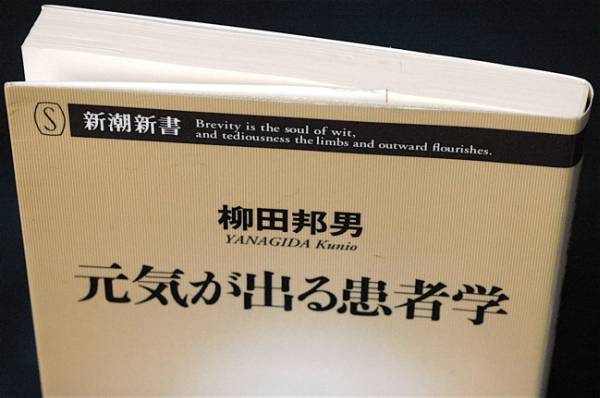 S
新潮新書
Brevity is the soul of wit,
and tediousness the limbs and outward flourishes.
柳田邦男
YANAGIDA Kunio
元気が出る患者学